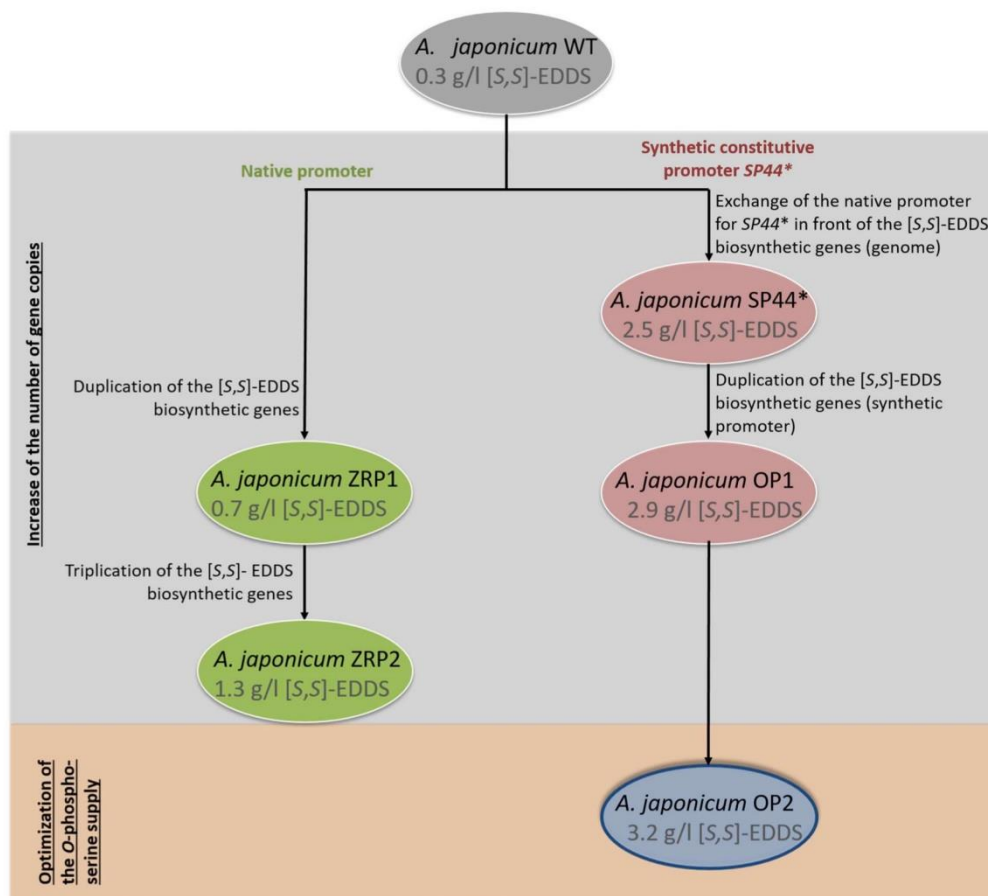 A. japonicum WT
0.3 g/l [S,S]-EDDS
Native promoter
Synthetic constitutive
promoter SP44*
Exchange of the native promoter
for SP44* in front of the [S,S]-EDDS
biosynthetic genes (genome)
A. japonicum SP44*
2.5 g/l [S,S]-EDDS
Increase of the number of gene copies
Duplication of the [S,S]-EDDS
biosynthetic genes
Duplication of the [S,S]-EDDS
biosynthetic genes (synthetic
promoter)
A. japonicum ZRP1
0.7 g/l [S,S]-EDDS
A. japonicum OP1
2.9 g/l [S,S]-EDDS
Triplication of the [S,S]- EDDS
biosynthetic genes
A. japonicum ZRP2
1.3 g/l [S,S]-EDDS
Optimization of
the O-phospho-
serine supply
A. japonicum OP2
3.2 g/l [S,S]-EDDS